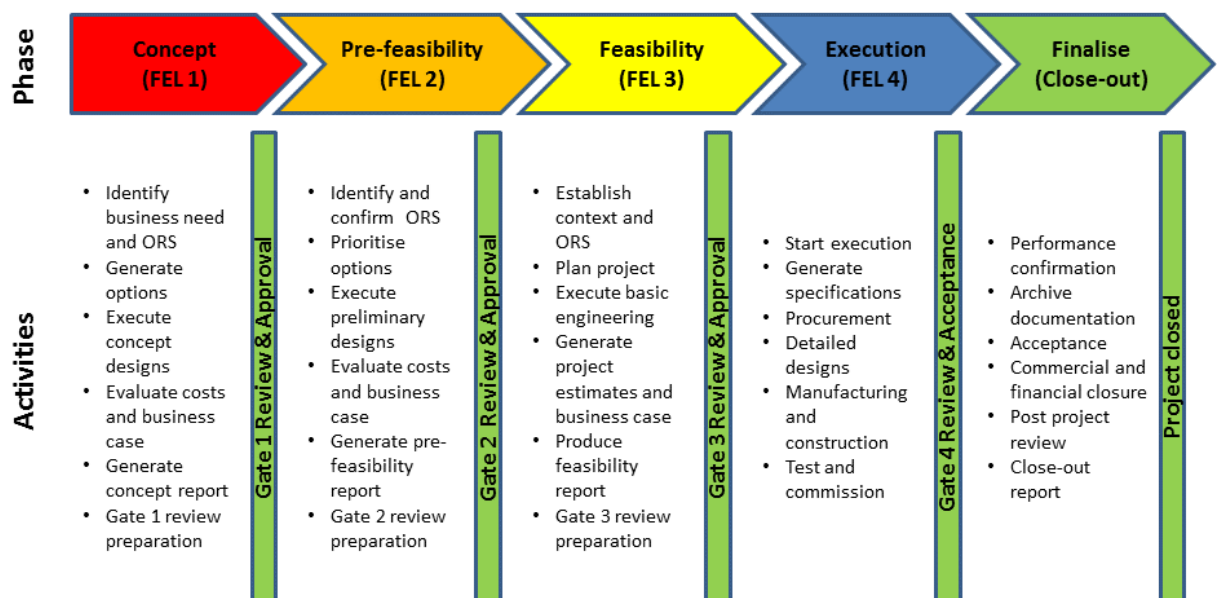 Phase
Concept
(FEL 1)
Pre-feasibility
(FEL 2)
Feasibility
(FEL 3)
Execution
(FEL 4)
Finalise
(Close-out)
Activities
• Identify
business need
and ORS
• Generate
options
• Execute
concept
designs
• Evaluate costs
and business
case
• Generate
concept report
• Gate 1 review
preparation
Gate 1 Review & Approval
• Identify and
confirm ORS
• Prioritise
options
• Execute
preliminary
designs
• Evaluate costs
and business
case
• Generate pre-
feasibility
report
• Gate 2 review
preparation
Gate 2 Review & Approval
• Establish
context and
ORS
• Plan project
• Execute basic
engineering
• Generate
project
estimates and
business case
• Produce
feasibility
report
• Gate 3 review
preparation
Gate 3 Review & Approval
• Start execution
• Generate
specifications
• Procurement
• Detailed
designs
• Manufacturing
and
construction
• Test and
commission
Gate 4 Review & Acceptance
• Performance
confirmation
• Archive
documentation
• Acceptance
• Commercial and
financial closure
• Post project
review
• Close-out
report
Project closed